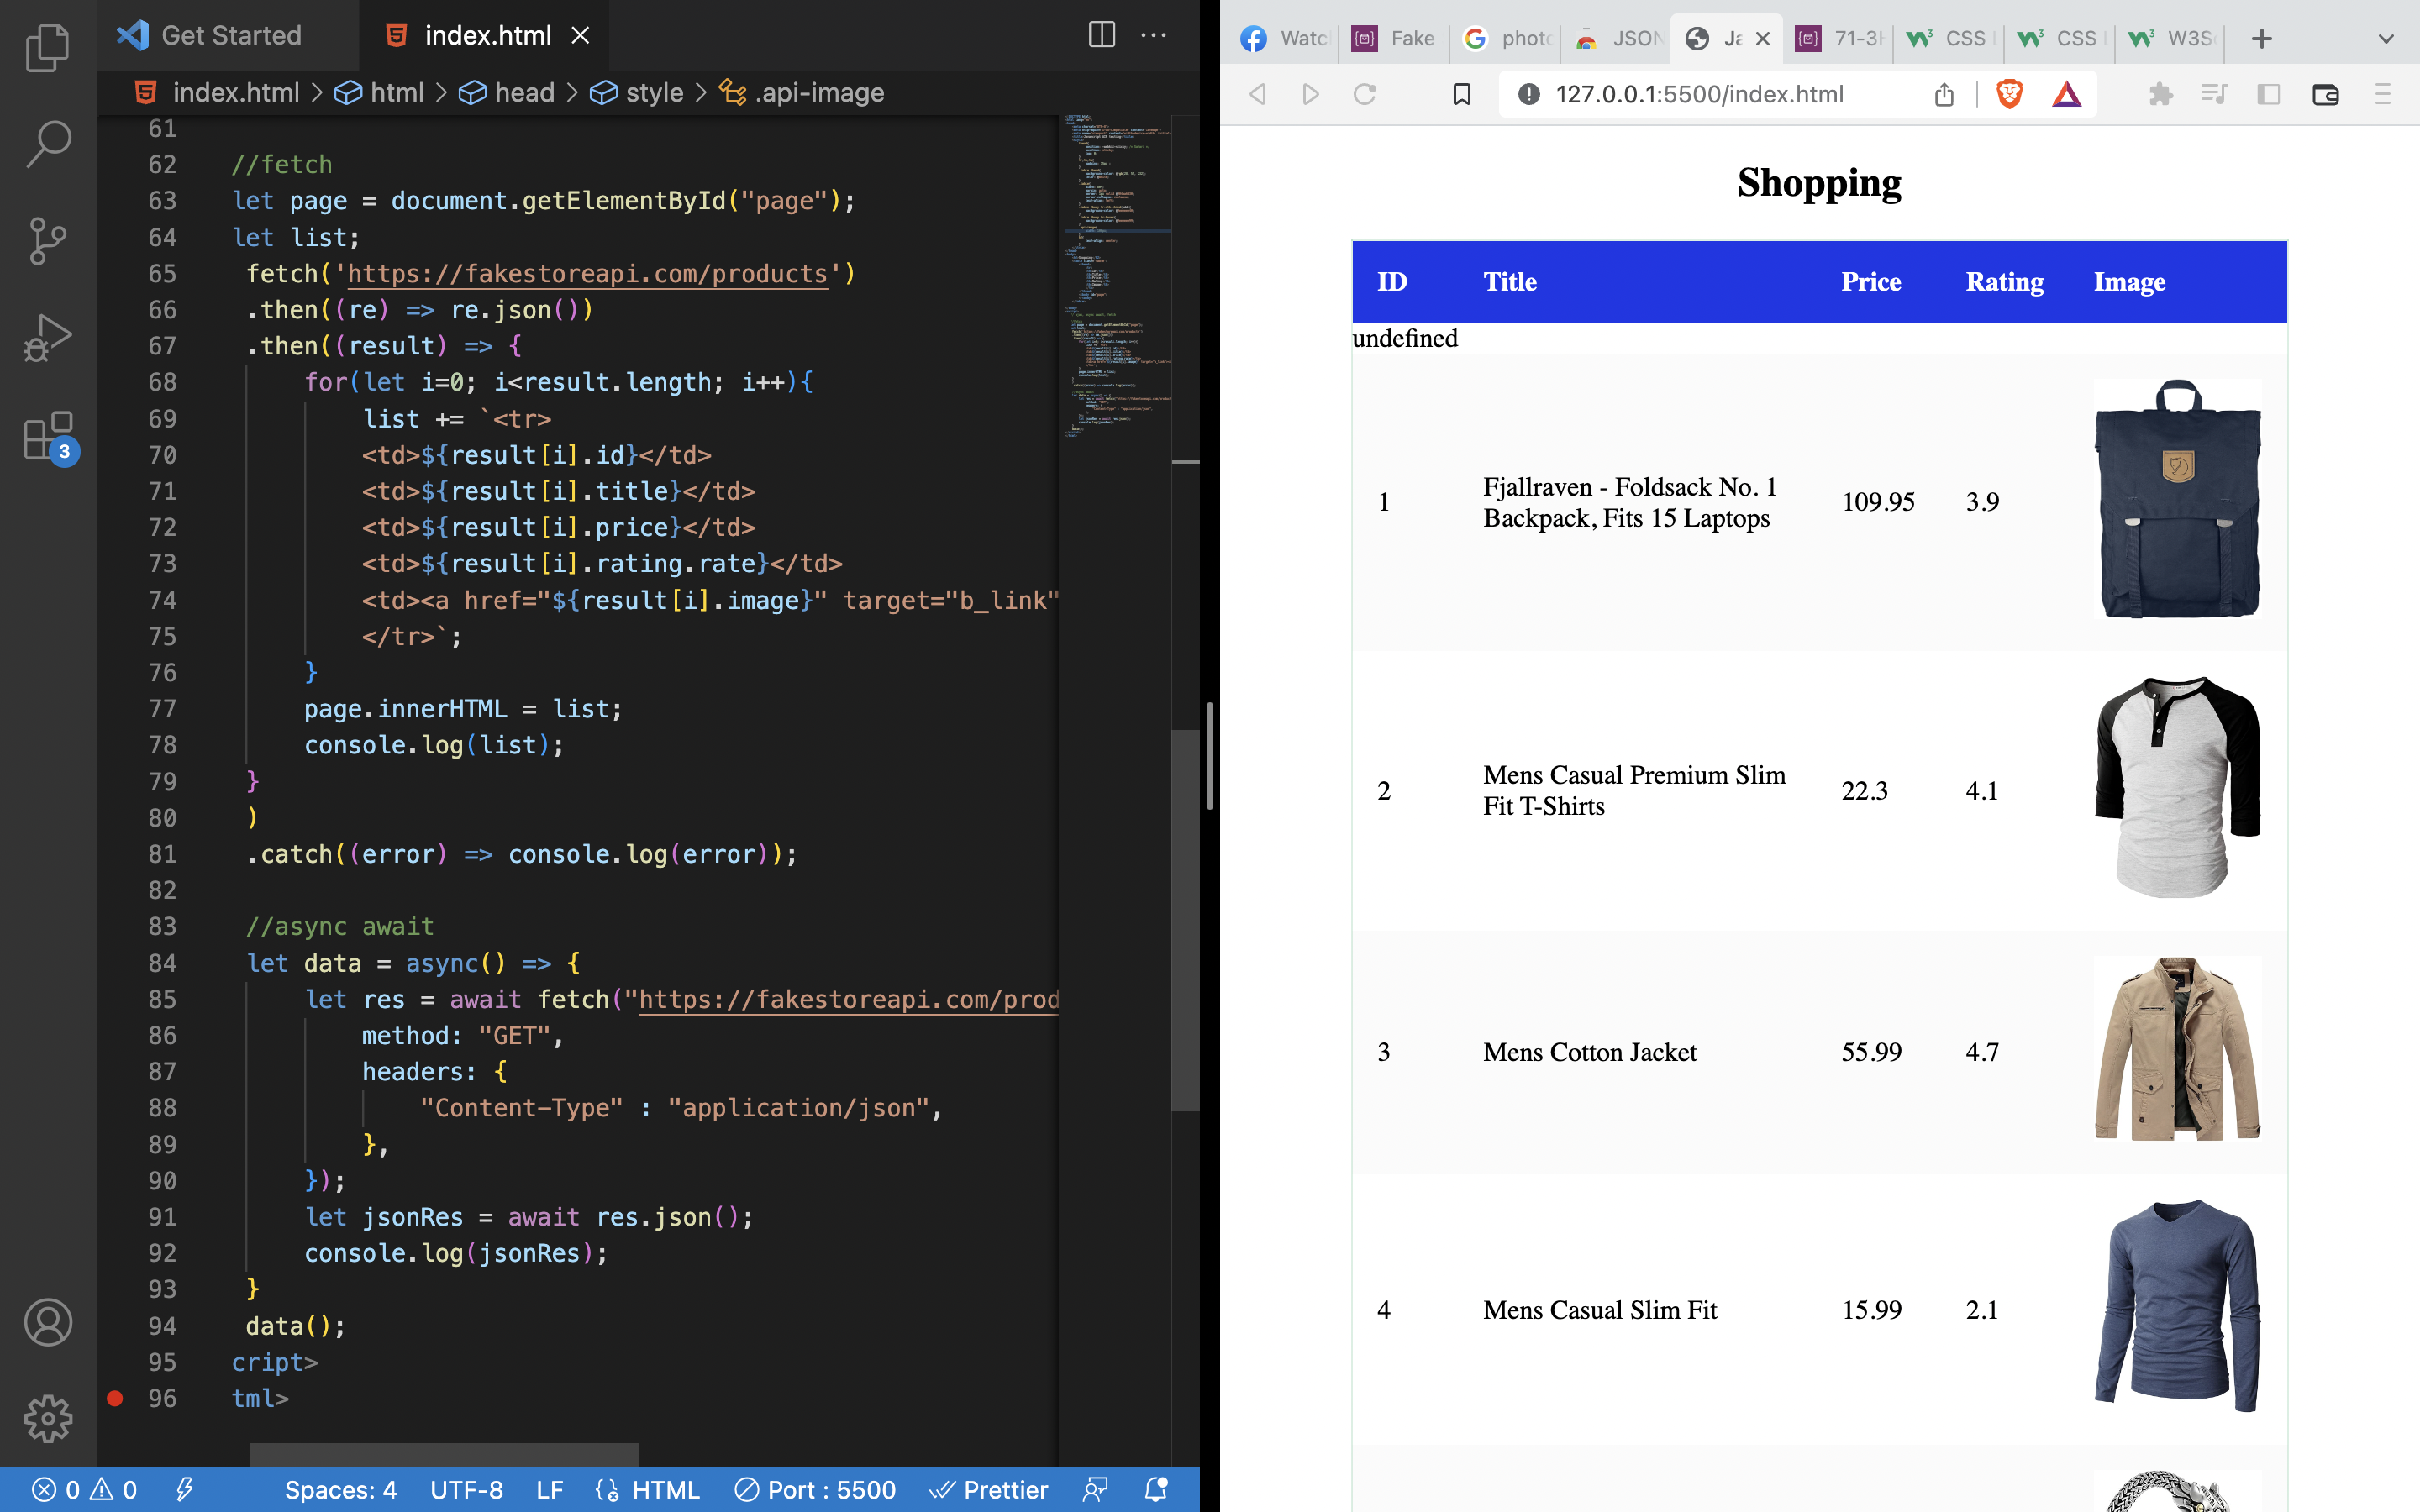 Get Started
index.html
index.html > html > head > style > .api-image
61
62 //fetch
63 let page = document.getElementById("page");
64 let list;
65 fetch('https://fakestoreapi.com/products')
66 .then((re) => re.json())
67 .then((result) => {
68 for(let i=0; i<result.length; i++){
69 list += `<tr>
70 <td>${result[i].id}</td>
71 <td>${result[i].title}</td>
72 <td>${result[i].price}</td>
73 <td>${result[i].rating.rate}</td>
74 <td><a href="${result[i].image}" target="b_link"
75 </tr>`;
76 }
77 page.innerHTML = list;
78 console.log(list);
79 }
80 )
81 .catch((error) => console.log(error));
82
83 //async await
84 let data = async() => {
85 let res = await fetch("https://fakestoreapi.com/prod
86 method: "GET",
87 headers: {
88 "Content-Type" : "application/json",
89 },
90 });
91 let jsonRes = await res.json();
92 console.log(jsonRes);
93 }
94 data();
95 cript>
96 tml>
3
0 0 Spaces: 4 UTF-8 LF HTML Port : 5500 Prettier
Watc Fake photo JSON Ja 71-3H CSS CSS W3S
127.0.0.1:5500/index.html
Shopping
ID Title Price Rating Image
undefined
1 Fjallraven - Foldsack No. 1 Backpack, Fits 15 Laptops 109.95 3.9
2 Mens Casual Premium Slim Fit T-Shirts 22.3 4.1
3 Mens Cotton Jacket 55.99 4.7
4 Mens Casual Slim Fit 15.99 2.1